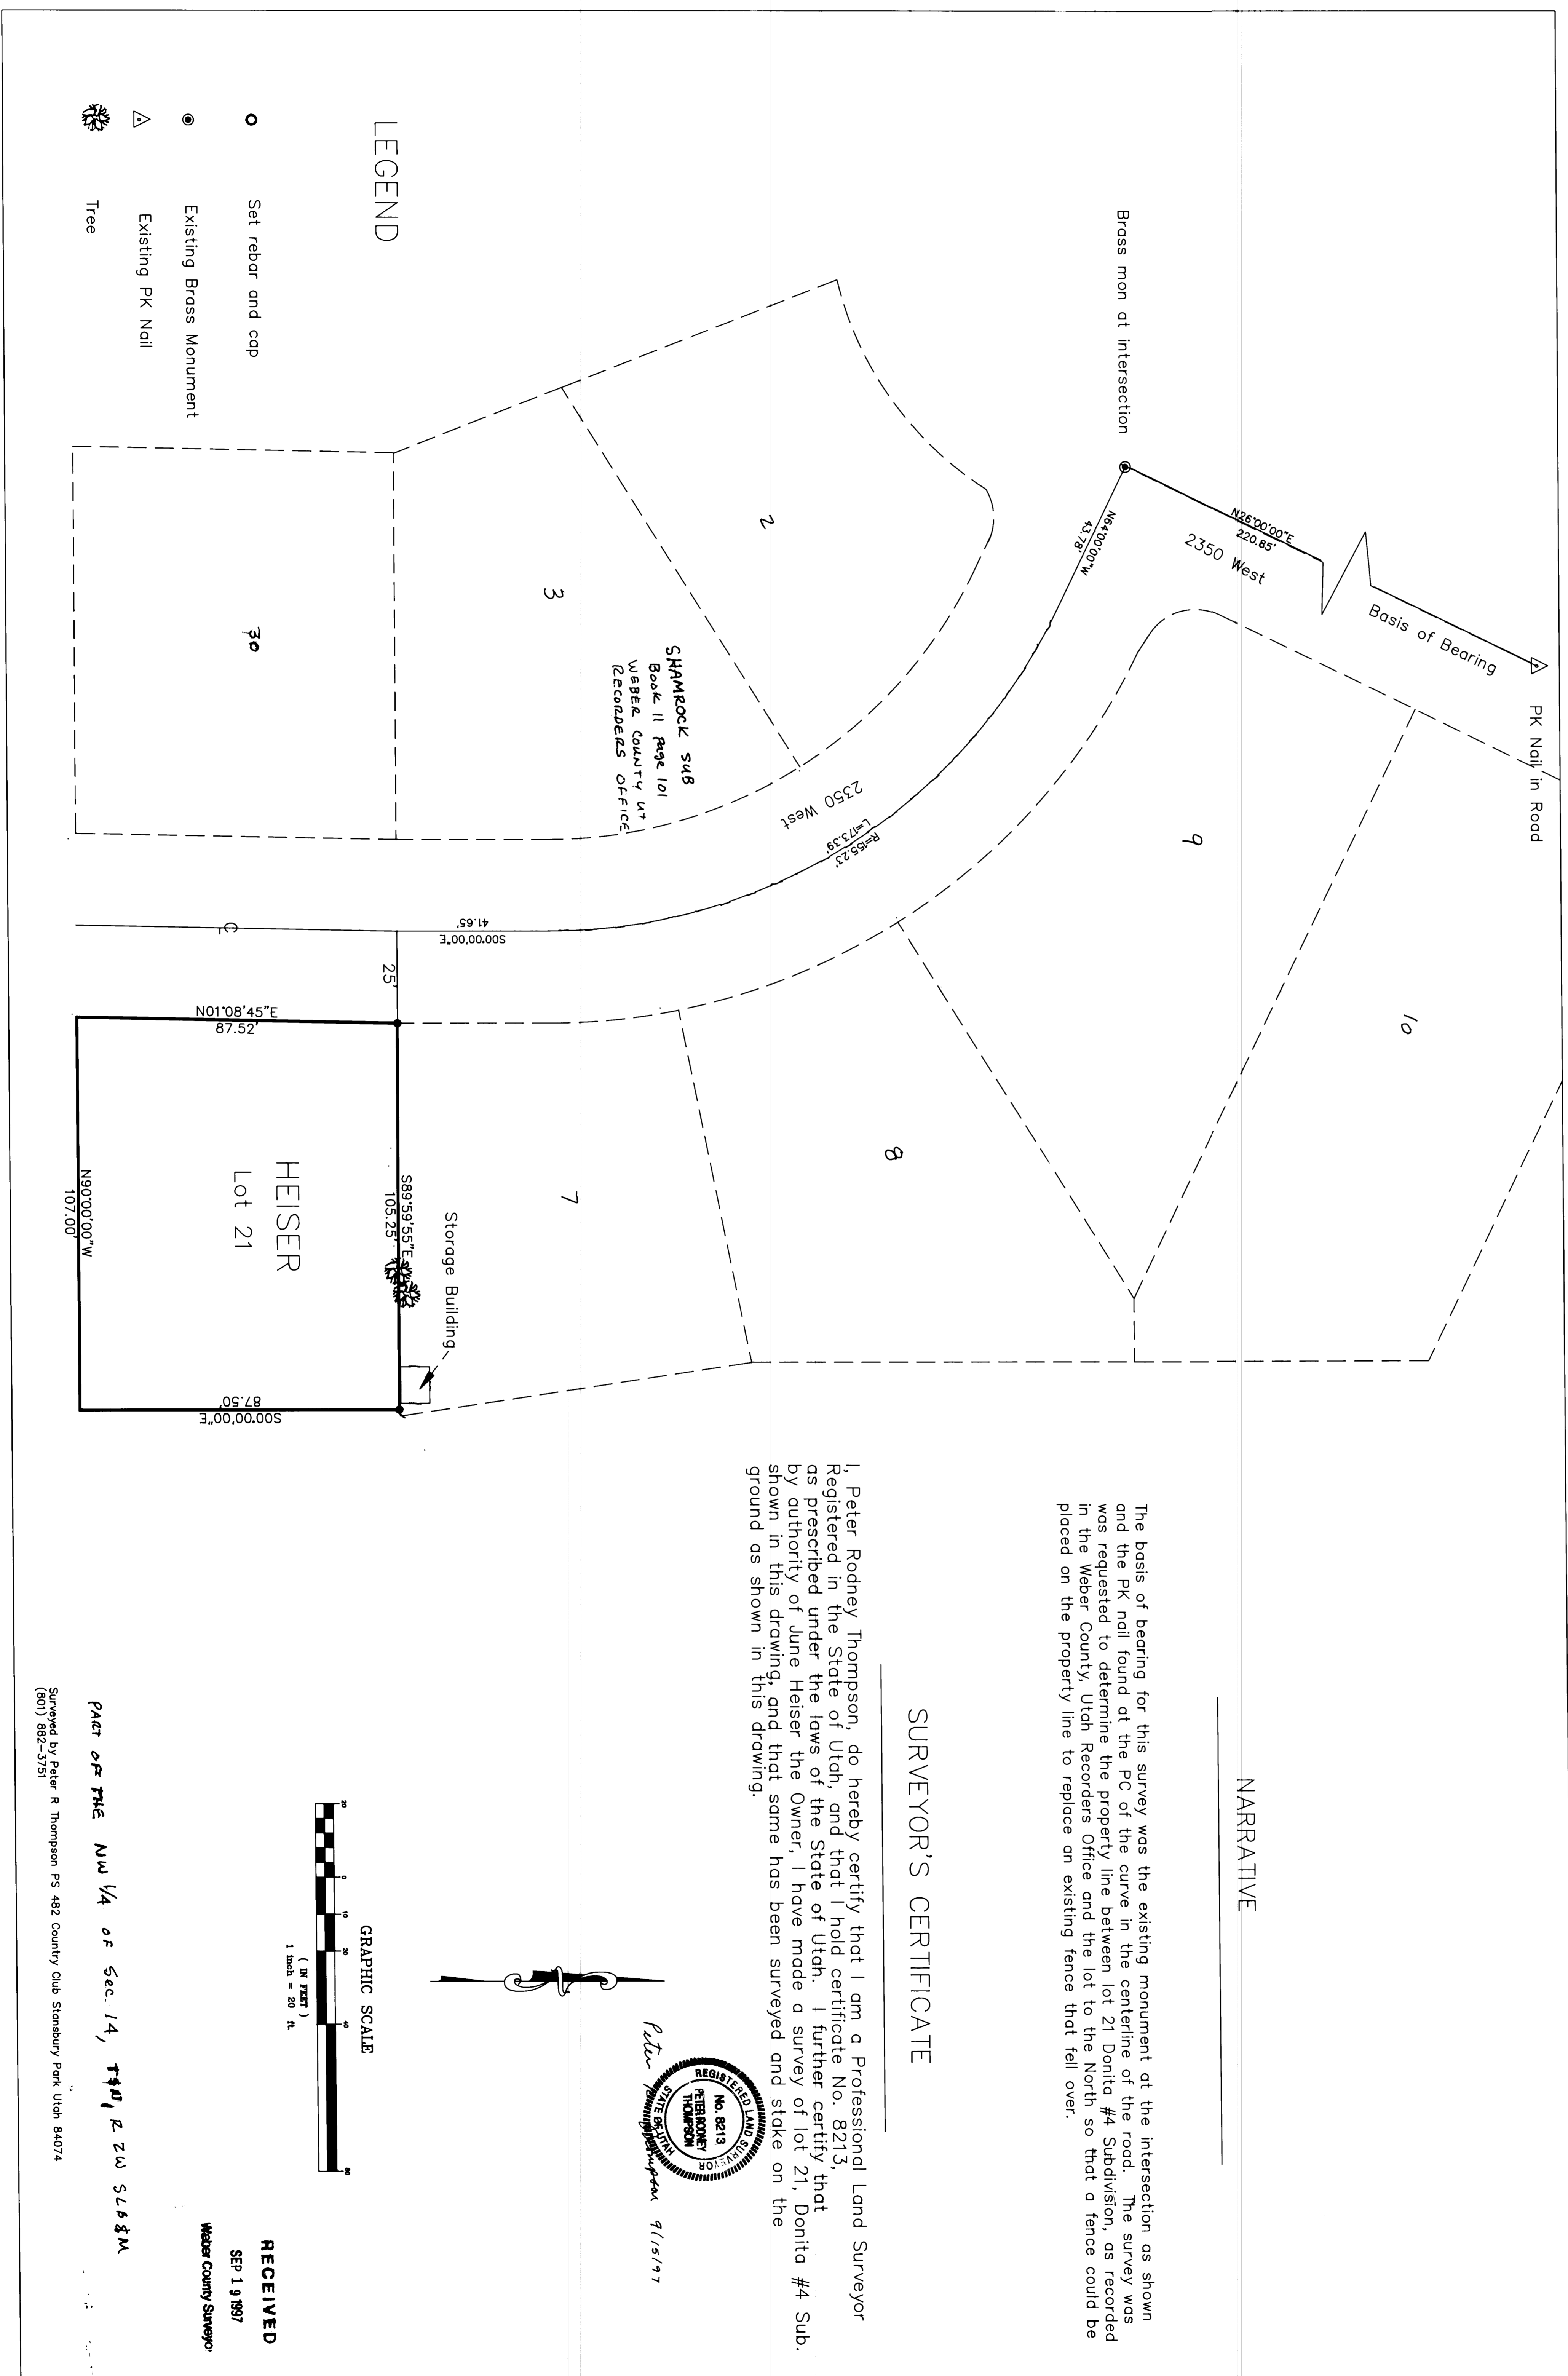 NARRATIVE
The basis of bearing for this survey was the existing monument at the intersection as shown
and the PK nail found at the PC of the curve in the centerline of the road. The survey was
was requested to determine the property line between lot 21 Donita #4 Subdivision, as recorded
in the Weber County, Utah Recorders Office and the lot to the North so that a fence could be
placed on the property line to replace an existing fence that fell over.
SURVEYOR'S CERTIFICATE
I, Peter Rodney Thompson, do hereby certify that I am a Professional Land Surveyor
Registered in the State of Utah, and that I hold certificate No. 8213,
as prescribed under the laws of the State of Utah. I further certify that
by authority of June Heiser the Owner, I have made a survey of lot 21, Donita #4 Sub.
shown in this drawing, and that same has been surveyed and stake on the
ground as shown in this drawing.
REGISTERED LAND SURVEYOR
No. 8213
PETER RODNEY
THOMPSON
STATE OF UTAH
Peter Rodney Thompson 9/15/97
PK Nail in Road
Basis of Bearing
N26°00'00"E
220.85'
2350 West
Brass mon at intersection
N64°00'00"W
43.78'
10
9
8
7
2350 West
R=155.23'
L=173.39'
2
3
30
SHAMROCK SUB
BOOK 11 Page 101
WEBER COUNTY UT
RECORDERS OFFICE
S00°00'00"E
41.65'
25'
CL
N01°08'45"E
87.52'
S89°59'55"E
105.25'
Storage Building
HEISER
Lot 21
N90°00'00"W
107.00'
S00°00'00"E
87.50'
LEGEND
Set rebar and cap
Existing Brass Monument
Existing PK Nail
Tree
GRAPHIC SCALE
20 0 10 20 40 80
( IN FEET )
1 inch = 20 ft.
PART OF THE NW 1/4 OF Sec. 14, R 2W SLB&M
Surveyed by Peter R Thompson PS 482 Country Club Stansbury Park Utah 84074
(801) 882-3751
RECEIVED
SEP 19 1997
Weber County Surveyor